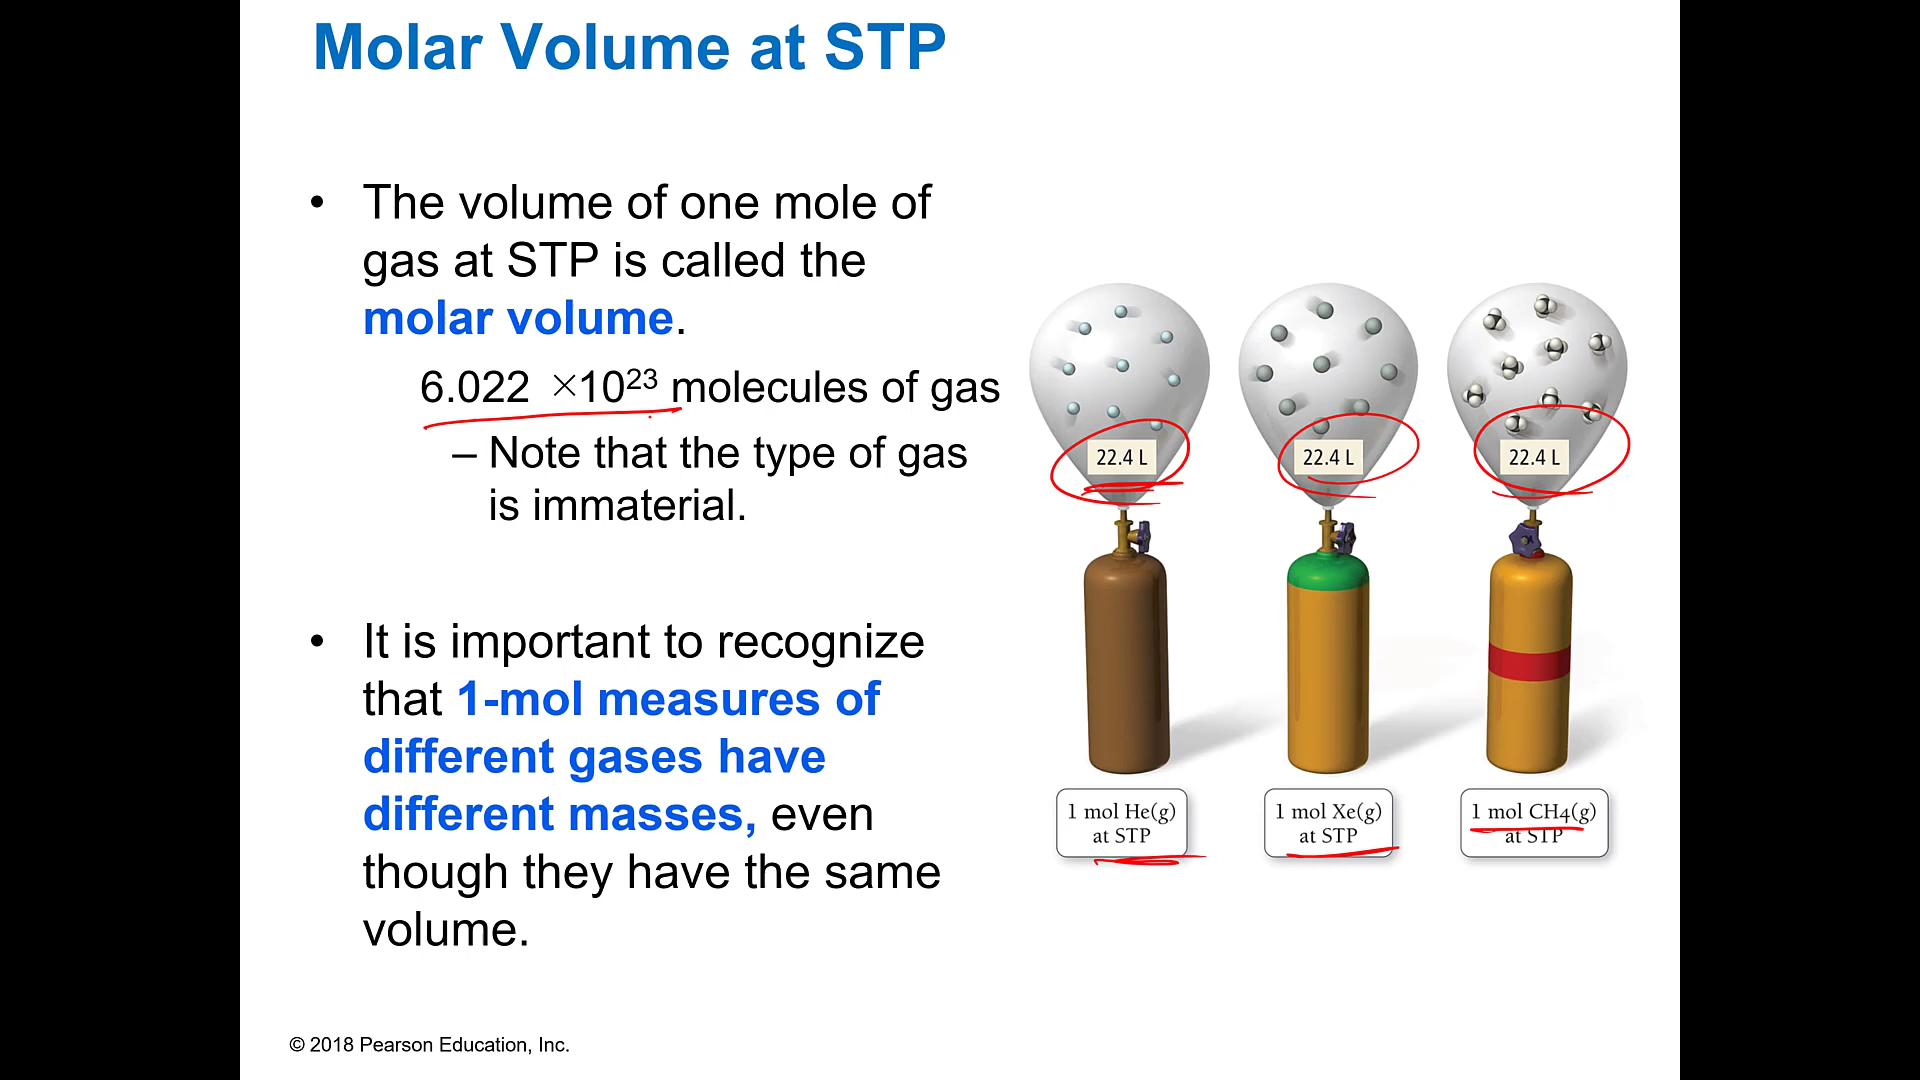 Molar Volume at STP
• The volume of one mole of
gas at STP is called the
molar volume.
6.022 ×10²³ molecules of gas
– Note that the type of gas
is immaterial.
• It is important to recognize
that 1-mol measures of
different gases have
different masses, even
though they have the same
volume.
22.4 L
22.4 L
22.4 L
1 mol He(g)
at STP
1 mol Xe(g)
at STP
1 mol CH4(g)
at STP
© 2018 Pearson Education, Inc.